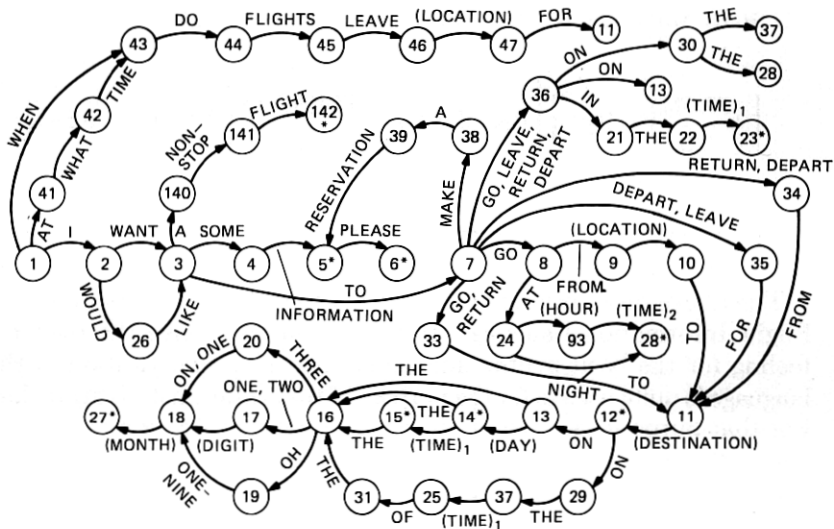 DO FLIGHTS LEAVE (LOCATION) FOR
43 44 45 46 47 11
ON 30 THE 37
THE 28
36 ON 13
IN 21 THE 22 (TIME)₁ 23*
WHEN
TIME
42
WHAT
41
AT
NON-
STOP
140
141
FLIGHT
142
*
A
39 38
RESERVATION
MAKE
GO, LEAVE,
RETURN,
DEPART
RETURN, DEPART
34
DEPART, LEAVE
I WANT A SOME PLEASE
1 2 3 4 5* 6* 7
GO 8 (LOCATION) 9 10 35
FROM
INFORMATION
TO
WOULD
26
LIKE
GO,
RETURN
33
AT
24
(HOUR)
93
(TIME)₂
28*
NIGHT
TO
TO
FOR
FROM
20
ON, ONE
THREE
ONE, TWO
THE
THE
27* 18 17 16 15* 14* 13 12* 11
(MONTH) (DIGIT) THE (TIME)₁ (DAY) ON (DESTINATION)
ONE-
NINE
19
OH
THE
ON
31 25 37 29
OF (TIME)₁ THE